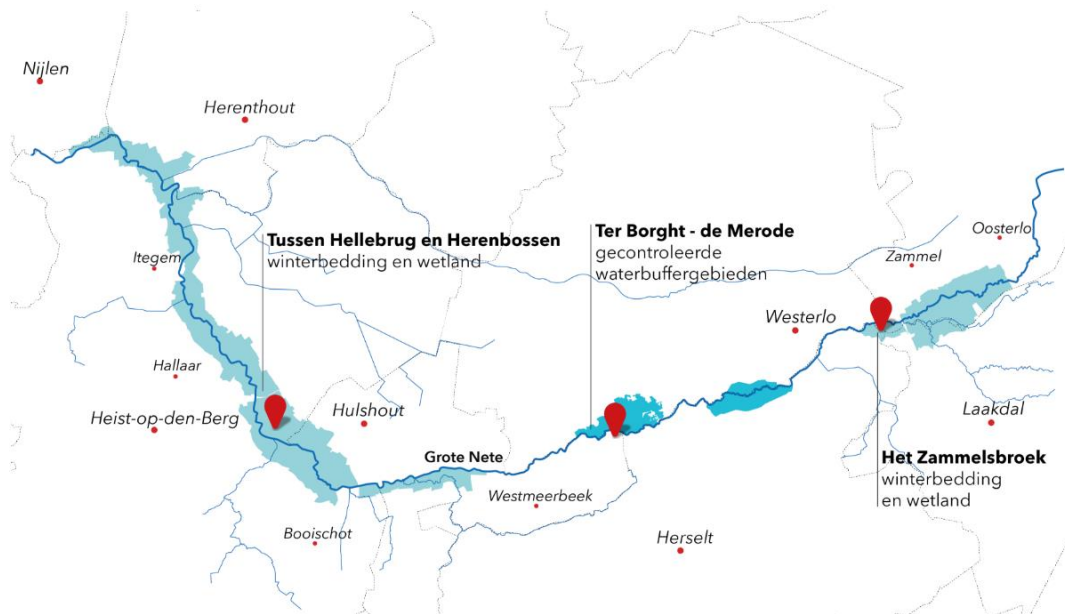 Nijlen
Herenthout
Tussen Hellebrug en Herenbossen
winterbedding en wetland
Ter Borght - de Merode
gecontroleerde
waterbuffergebieden
Oosterlo
Zammel
Itegem
Westerlo
Hallaar
Heist-op-den-Berg
Hulshout
Laakdal
Grote Nete
Het Zammelsbroek
winterbedding
en wetland
Westmeerbeek
Booischot
Herselt